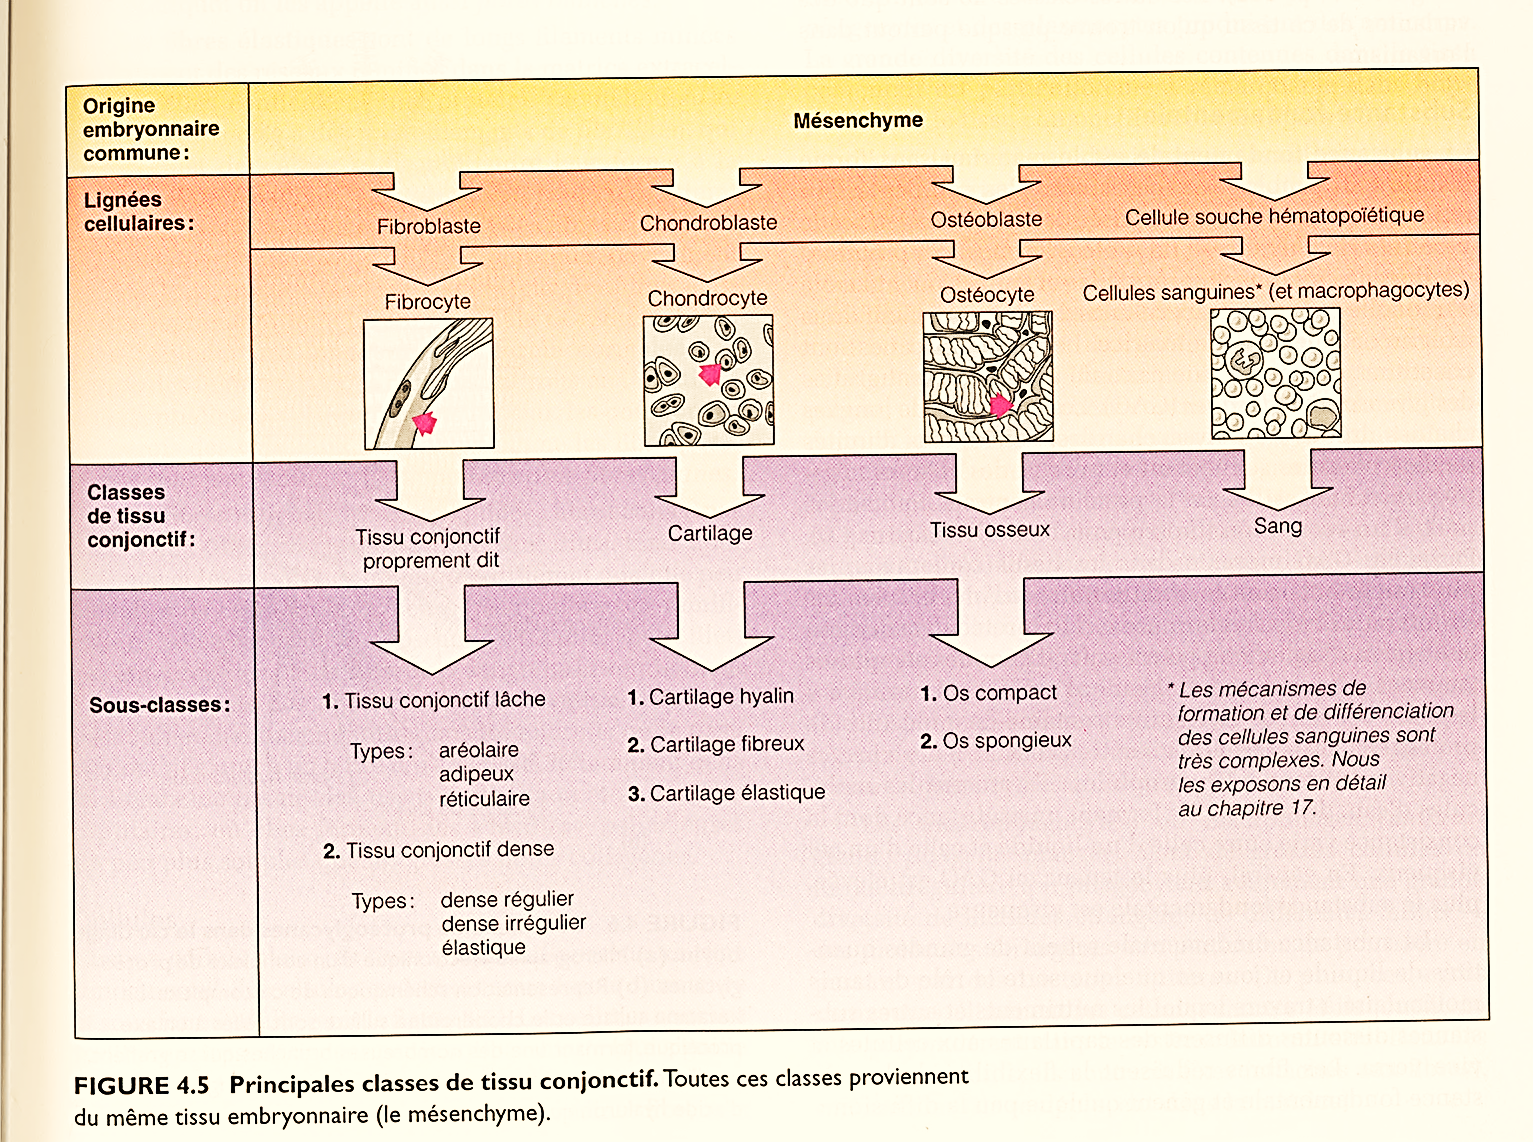 Origine
embryonnaire
commune :
Mésenchyme
Lignées
cellulaires :
Fibroblaste
Chondroblaste
Ostéoblaste
Cellule souche hématopoïétique
Fibrocyte
Chondrocyte
Ostéocyte
Cellules sanguines* (et macrophagocytes)
Classes
de tissu
conjonctif :
Tissu conjonctif
proprement dit
Cartilage
Tissu osseux
Sang
Sous-classes :
1. Tissu conjonctif lâche
Types : aréolaire
adipeux
réticulaire
2. Tissu conjonctif dense
Types : dense régulier
dense irrégulier
élastique
1. Cartilage hyalin
2. Cartilage fibreux
3. Cartilage élastique
1. Os compact
2. Os spongieux
* Les mécanismes de
formation et de différenciation
des cellules sanguines sont
très complexes. Nous
les exposons en détail
au chapitre 17.
FIGURE 4.5 Principales classes de tissu conjonctif. Toutes ces classes proviennent
du même tissu embryonnaire (le mésenchyme).